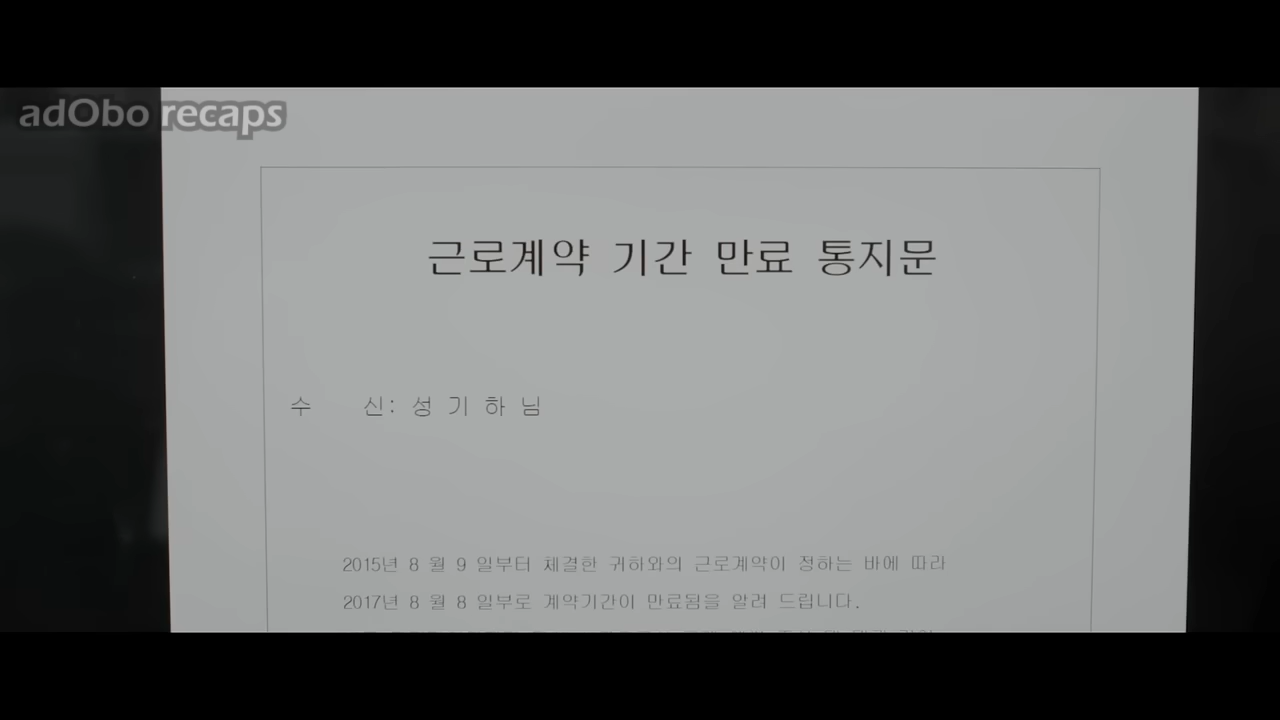 adObo recaps
근로계약 기간 만료 통지문
수 신: 성 기 하 님
2015년 8 월 9 일부터 체결한 귀하와의 근로계약이 정하는 바에 따라
2017년 8 월 8 일부로 계약기간이 만료됨을 알려 드립니다.